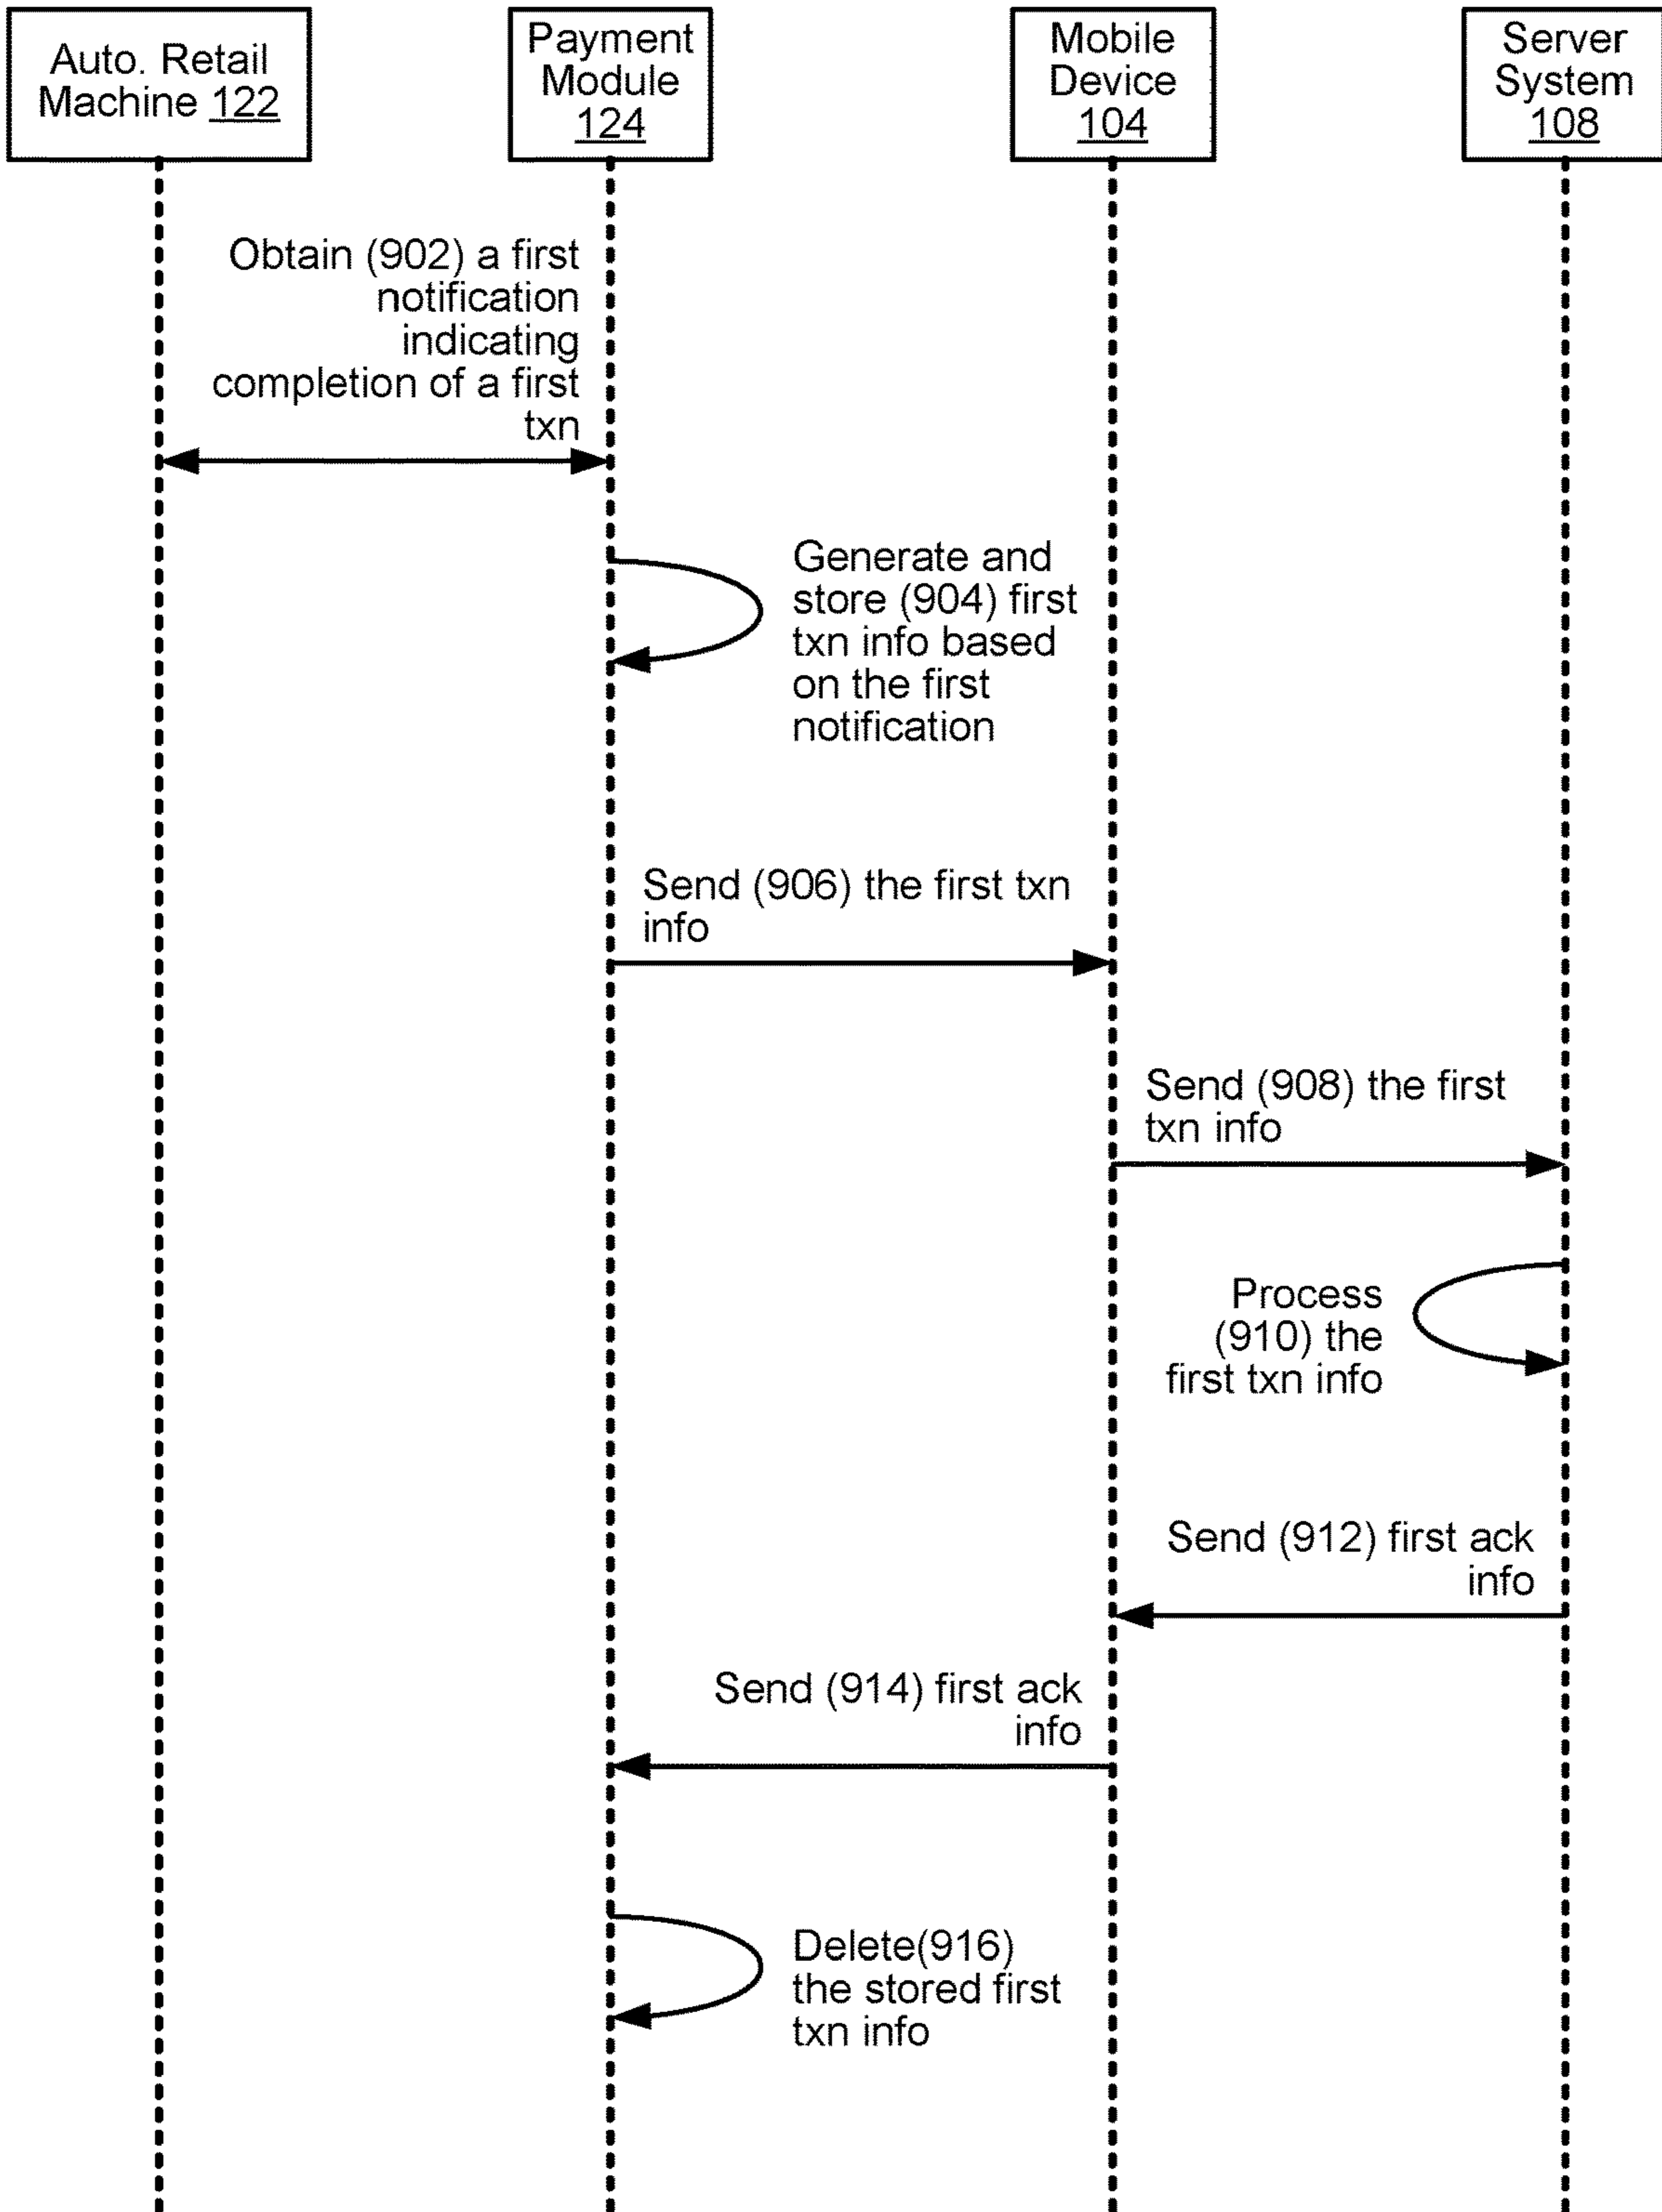 Auto. Retail
Machine 122
Payment
Module
124
Mobile
Device
104
Server
System
108
Obtain (902) a first
notification
indicating
completion of a first
txn
Generate and
store (904) first
txn info based
on the first
notification
Send (906) the first txn
info
Send (908) the first
txn info
Process
(910) the
first txn info
Send (912) first ack
info
Send (914) first ack
info
Delete(916)
the stored first
txn info